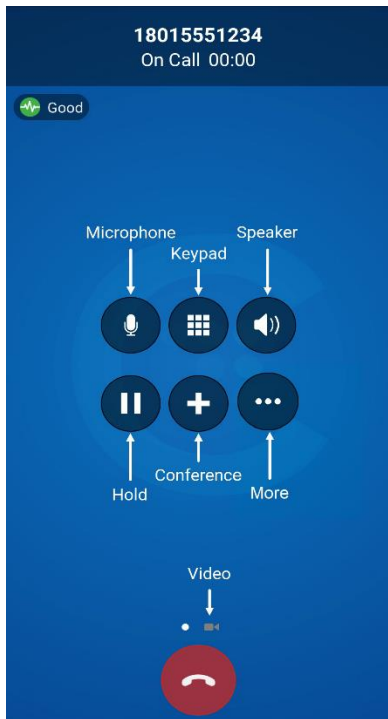 18015551234
On Call 00:00
Good
Microphone
Speaker
Keypad
Conference
Hold
More
Video